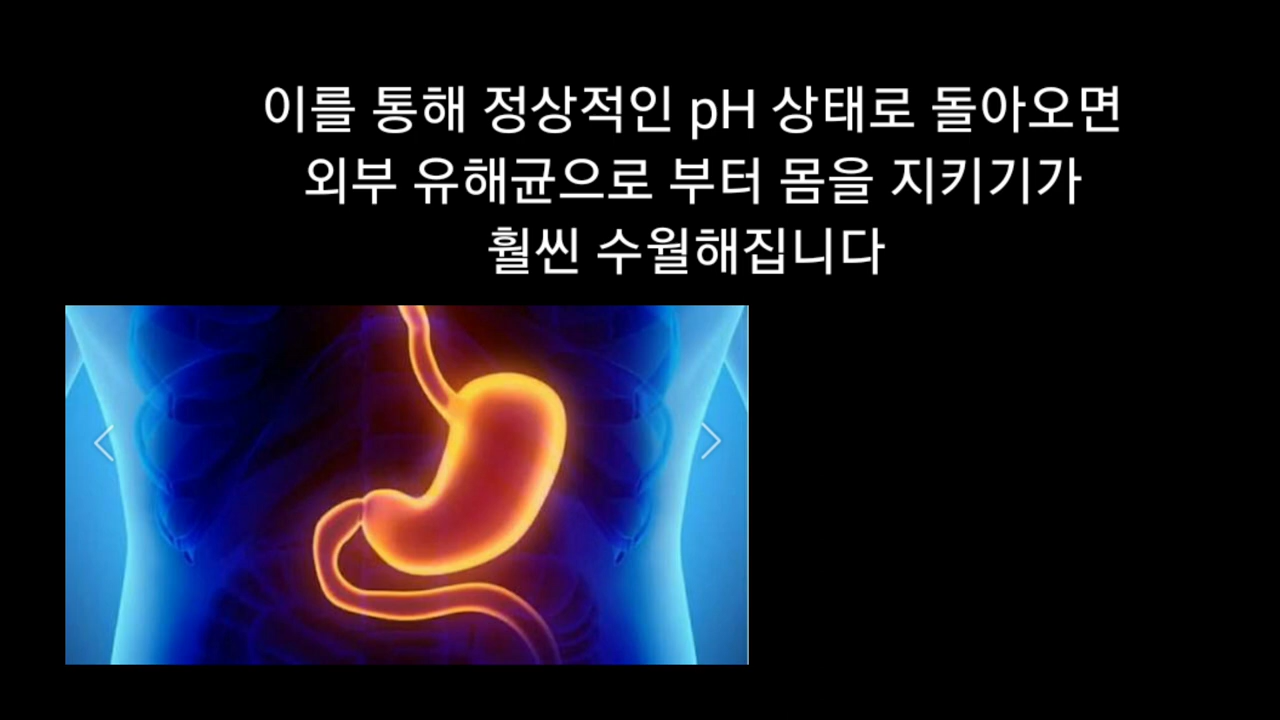 이를 통해 정상적인 pH 상태로 돌아오면
외부 유해균으로 부터 몸을 지키기가
훨씬 수월해집니다